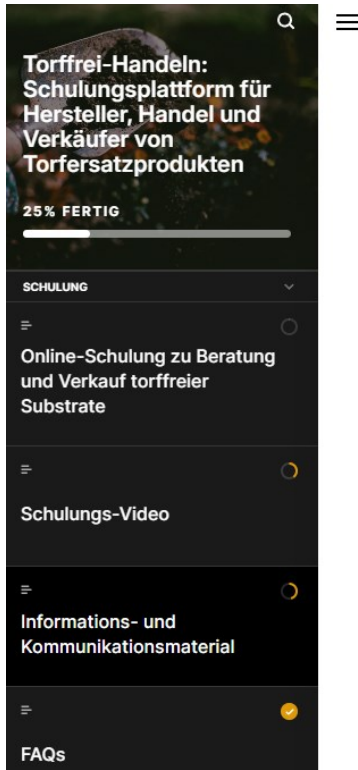 Torffrei-Handeln:
Schulungsplattform für
Hersteller, Handel und
Verkäufer von
Torfersatzprodukten
25% FERTIG
SCHULUNG
Online-Schulung zu Beratung
und Verkauf torffreier
Substrate
Schulungs-Video
Informations- und
Kommunikationsmaterial
FAQs